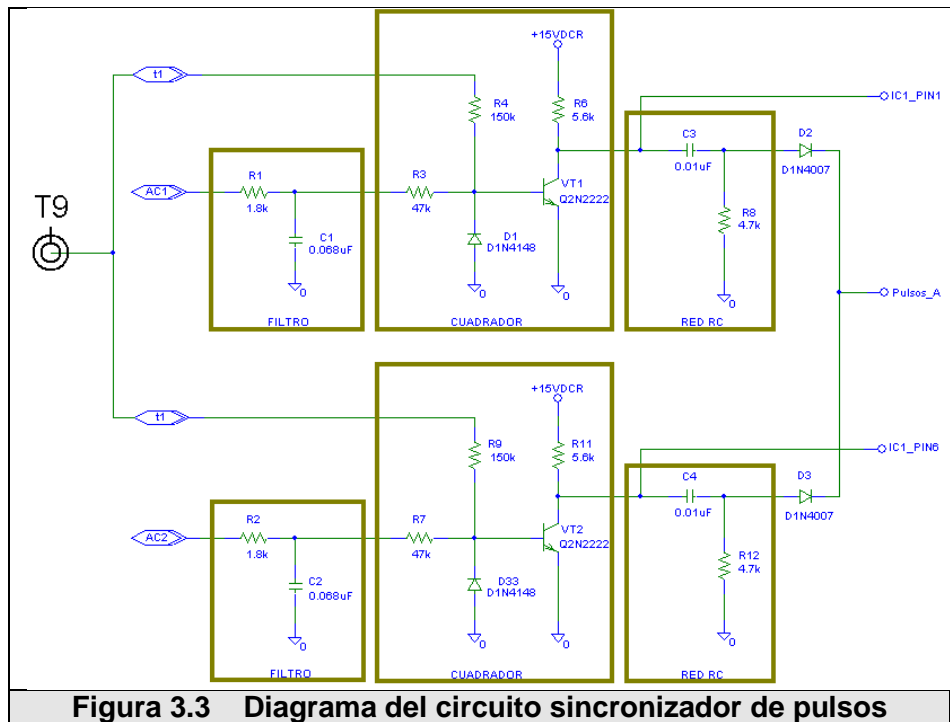 +15VDCR
t1
IC1_PIN1
R4
150k
R6
5.6k
C3
0.01uF
D2
D1N4007
AC1
R1
1.8k
R3
47k
VT1
Q2N2222
R8
4.7k
T9
C1
0.068uF
D1
D1N4148
0
0
0
0
Pulsos_A
FILTRO
CUADRADOR
RED RC
+15VDCR
t1
R9
150k
R11
5.6k
IC1_PIN6
C4
0.01uF
D3
D1N4007
AC2
R2
1.8k
R7
47k
VT2
Q2N2222
R12
4.7k
C2
0.068uF
D33
D1N4148
0
0
0
0
FILTRO
CUADRADOR
RED RC
Figura 3.3 Diagrama del circuito sincronizador de pulsos